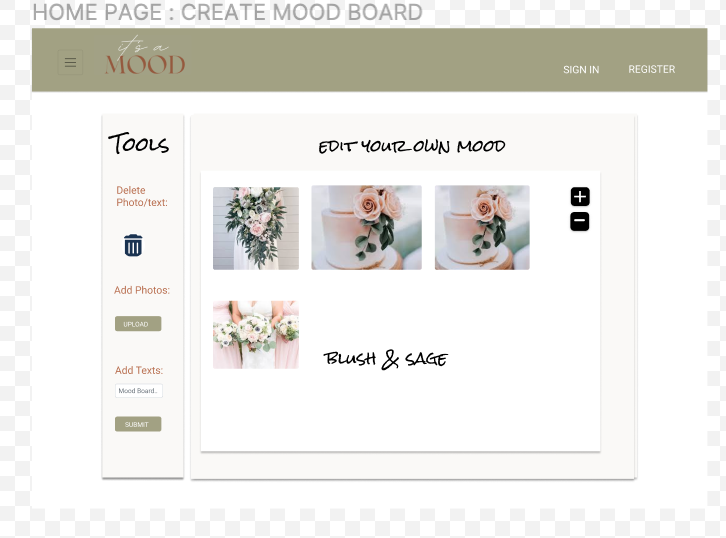 HOME PAGE : CREATE MOOD BOARD
it's a
MOOD
SIGN IN
REGISTER
Tools
Delete
Photo/text:
Add Photos:
UPLOAD
Add Texts:
Mood Board..
SUBMIT
EDIT YOUR OWN MOOD
+
−
BLUSH & SAGE